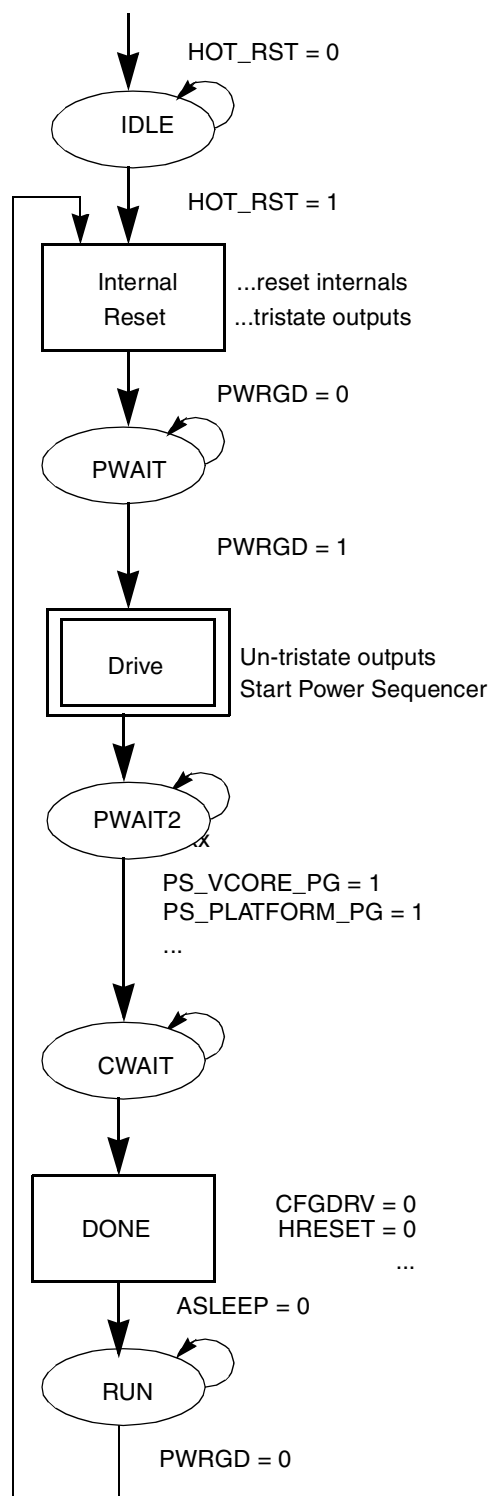 HOT_RST = 0
IDLE
HOT_RST = 1
Internal ...reset internals
Reset ...tristate outputs
PWRGD = 0
PWAIT
PWRGD = 1
Drive
Un-tristate outputs
Start Power Sequencer
PWAIT2
PS_VCORE_PG = 1
PS_PLATFORM_PG = 1
...
CWAIT
DONE
CFGDRV = 0
HRESET = 0
...
ASLEEP = 0
RUN
PWRGD = 0